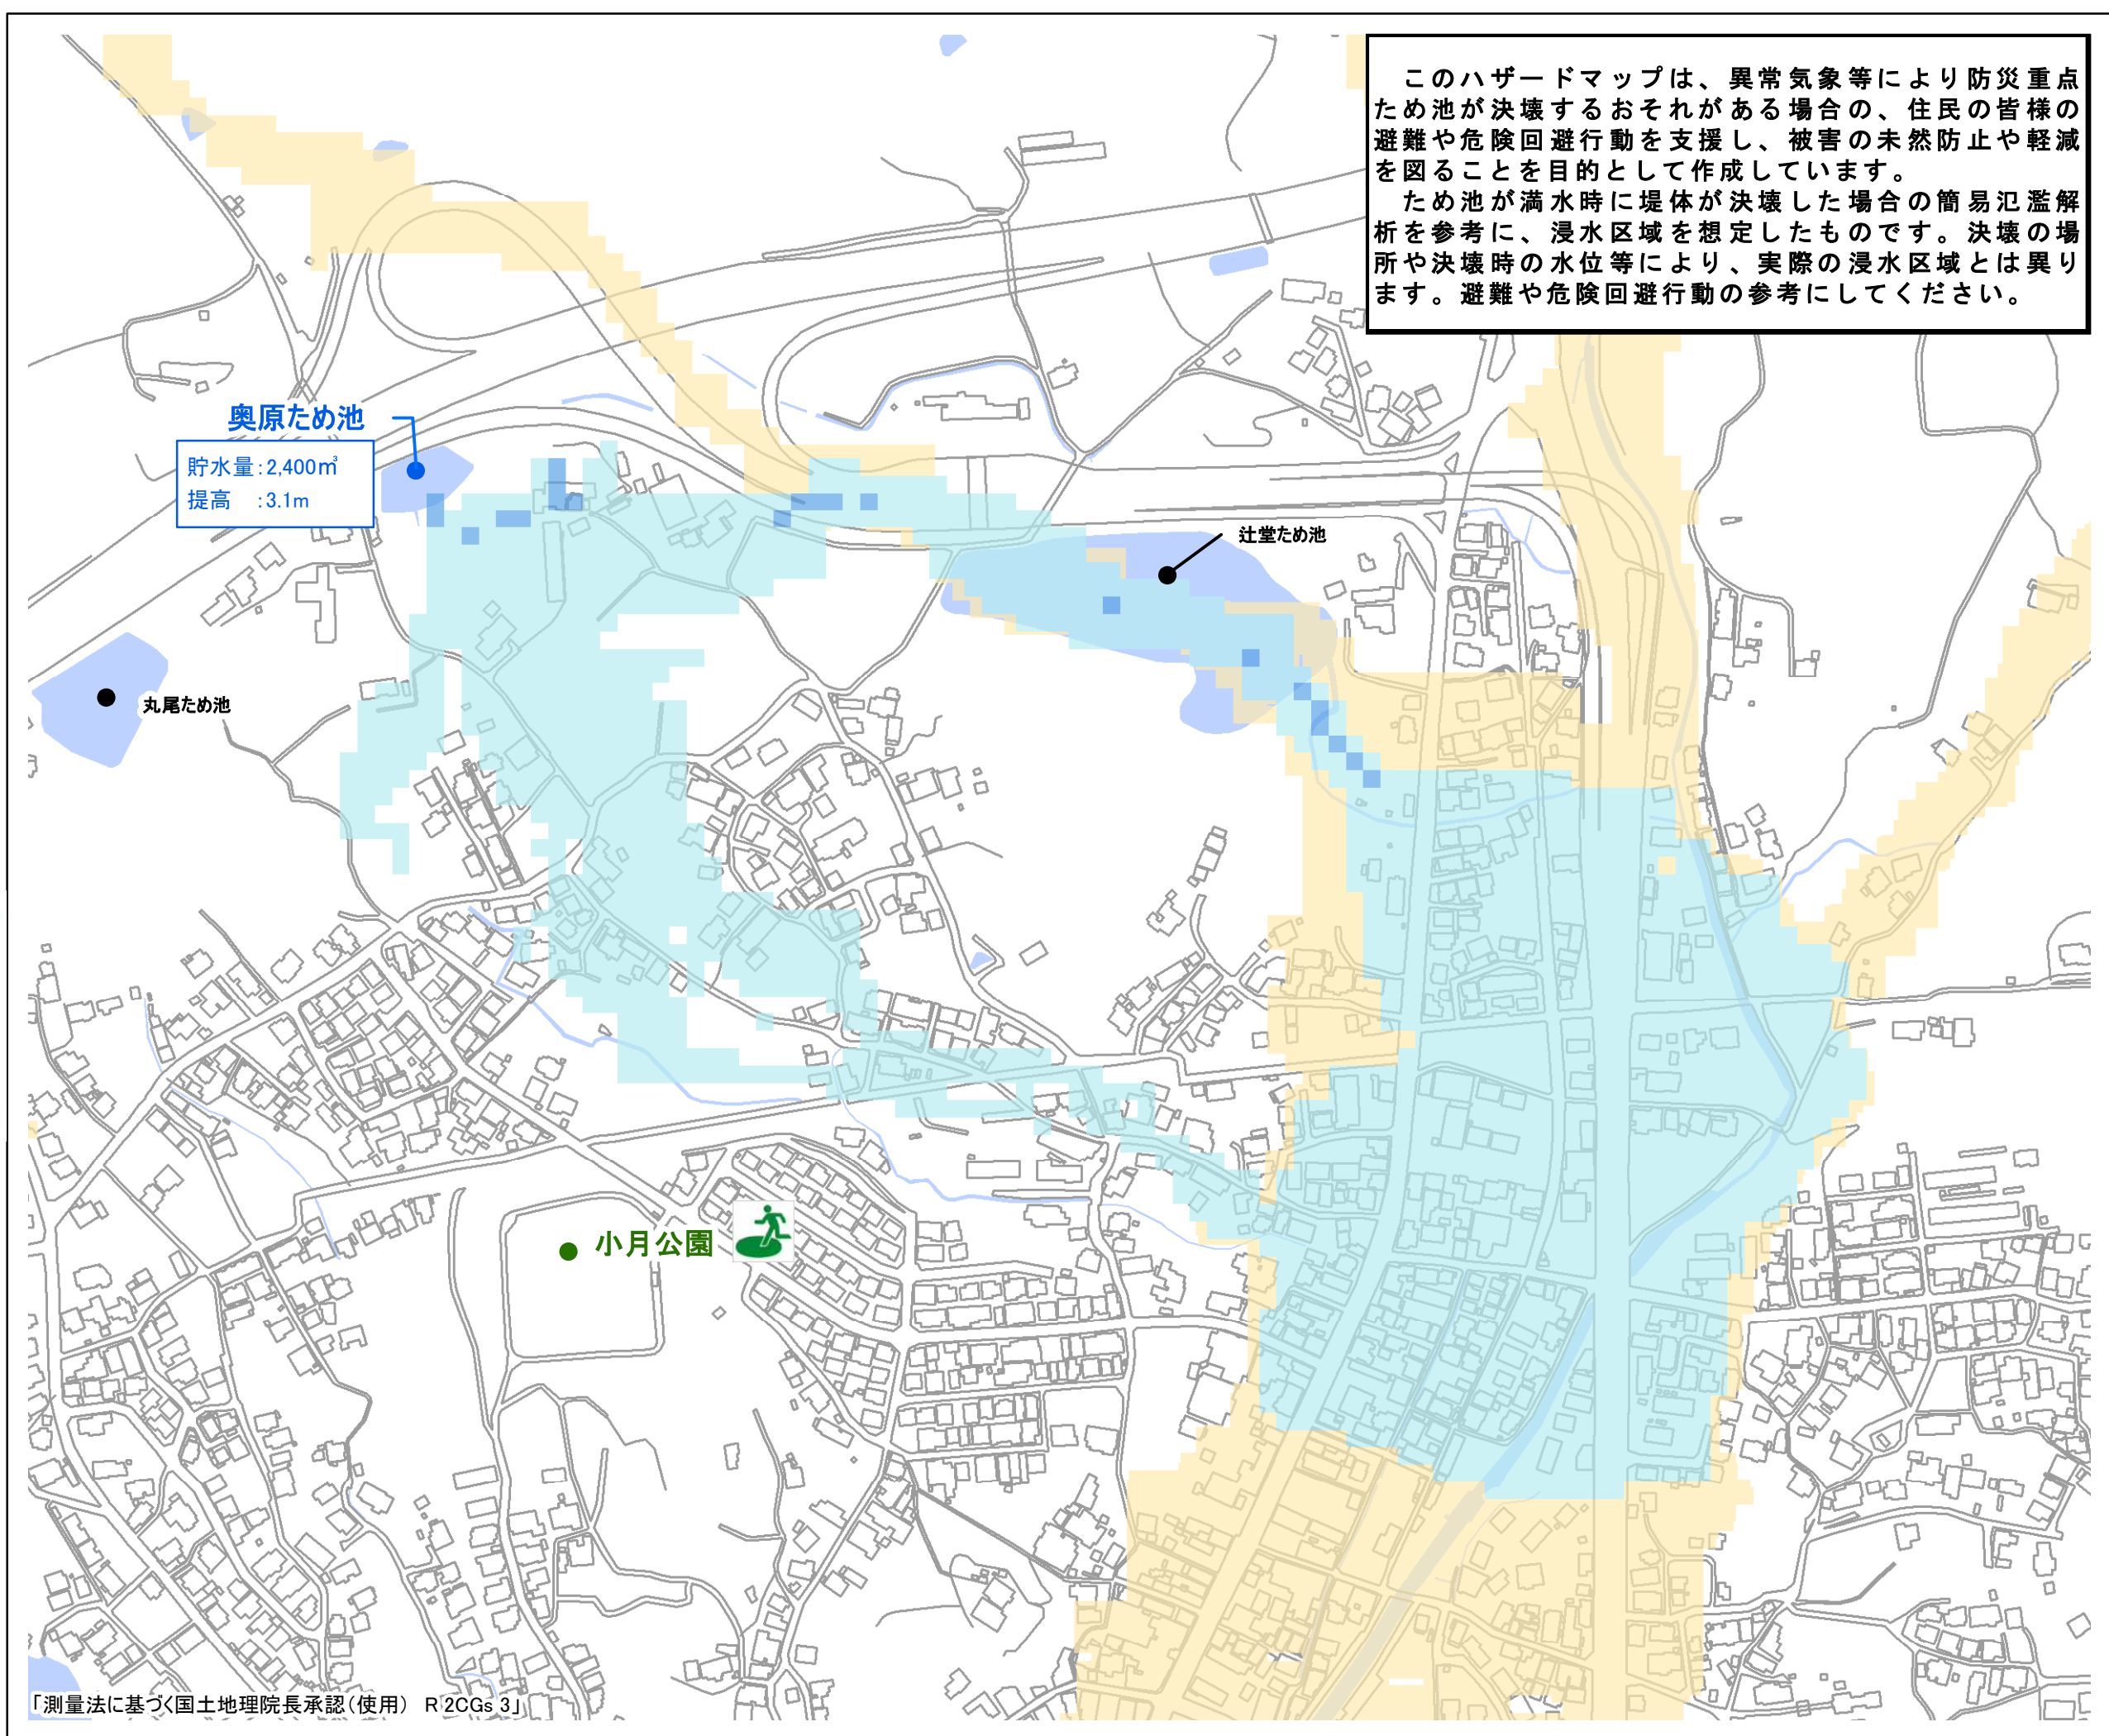 このハザードマップは、異常気象等により防災重点
ため池が決壊するおそれがある場合の、住民の皆様の
避難や危険回避行動を支援し、被害の未然防止や軽減
を図ることを目的として作成しています。
ため池が満水時に堤体が決壊した場合の簡易氾濫解
析を参考に、浸水区域を想定したものです。決壊の場
所や決壊時の水位等により、実際の浸水区域とは異り
ます。避難や危険回避行動の参考にしてください。
奥原ため池
貯水量:2,400㎥
提高 :3.1m
辻堂ため池
丸尾ため池
小月公園
「測量法に基づく国土地理院長承認(使用) R 2CGs 3」